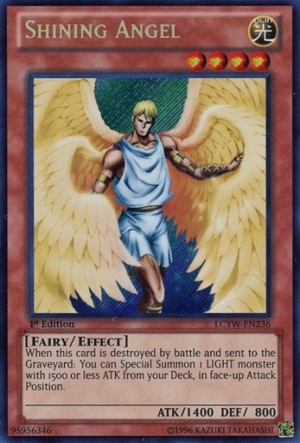 SHINING ANGEL
LIGHT
光
1st Edition
LCYW-EN236
[FAIRY/EFFECT]
When this card is destroyed by battle and sent to the
Graveyard: You can Special Summon 1 LIGHT monster
with 1500 or less ATK from your Deck, in face-up Attack
Position.
ATK/1400 DEF/ 800
95956346
©1996 KAZUKI TAKAHASHI